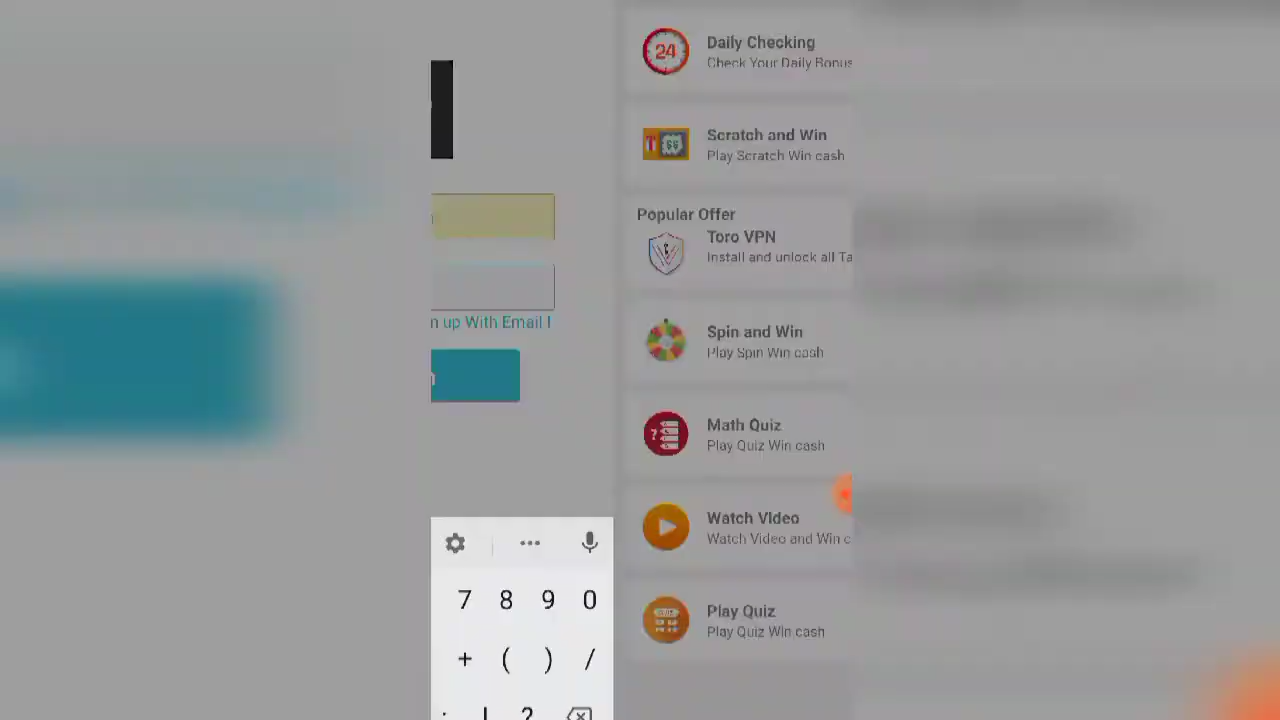 n up With Email !
7 8 9 0
+ ( ) /
24
Daily Checking
Check Your Daily Bonus
Scratch and Win
Play Scratch Win cash
Popular Offer
Toro VPN
Install and unlock all Ta
Spin and Win
Play Spin Win cash
Math Quiz
Play Quiz Win cash
Watch Video
Watch Video and Win c
Play Quiz
Play Quiz Win cash